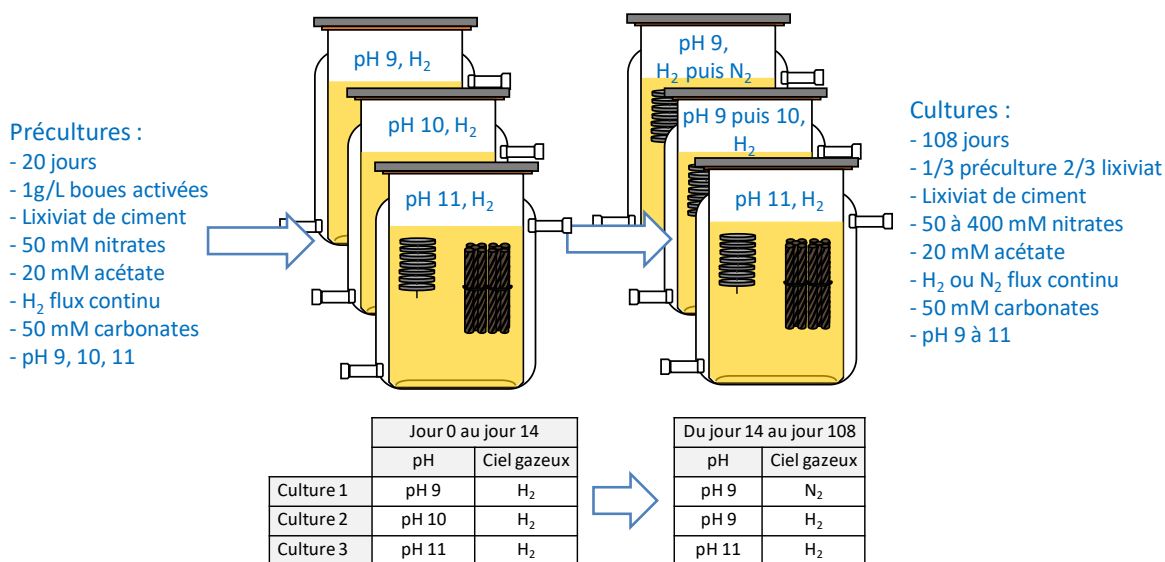 Précultures :
- 20 jours
- 1g/L boues activées
- Lixiviat de ciment
- 50 mM nitrates
- 20 mM acétate
- H₂ flux continu
- 50 mM carbonates
- pH 9, 10, 11
pH 9, H₂
pH 10, H₂
pH 11, H₂
pH 9,
H₂ puis N₂
pH 9 puis 10,
H₂
pH 11, H₂
Cultures :
- 108 jours
- 1/3 préculture 2/3 lixiviat
- Lixiviat de ciment
- 50 à 400 mM nitrates
- 20 mM acétate
- H₂ ou N₂ flux continu
- 50 mM carbonates
- pH 9 à 11
Jour 0 au jour 14 Du jour 14 au jour 108
pH Ciel gazeux pH Ciel gazeux
Culture 1 pH 9 H₂ pH 9 N₂
Culture 2 pH 10 H₂ pH 9 H₂
Culture 3 pH 11 H₂ pH 11 H₂